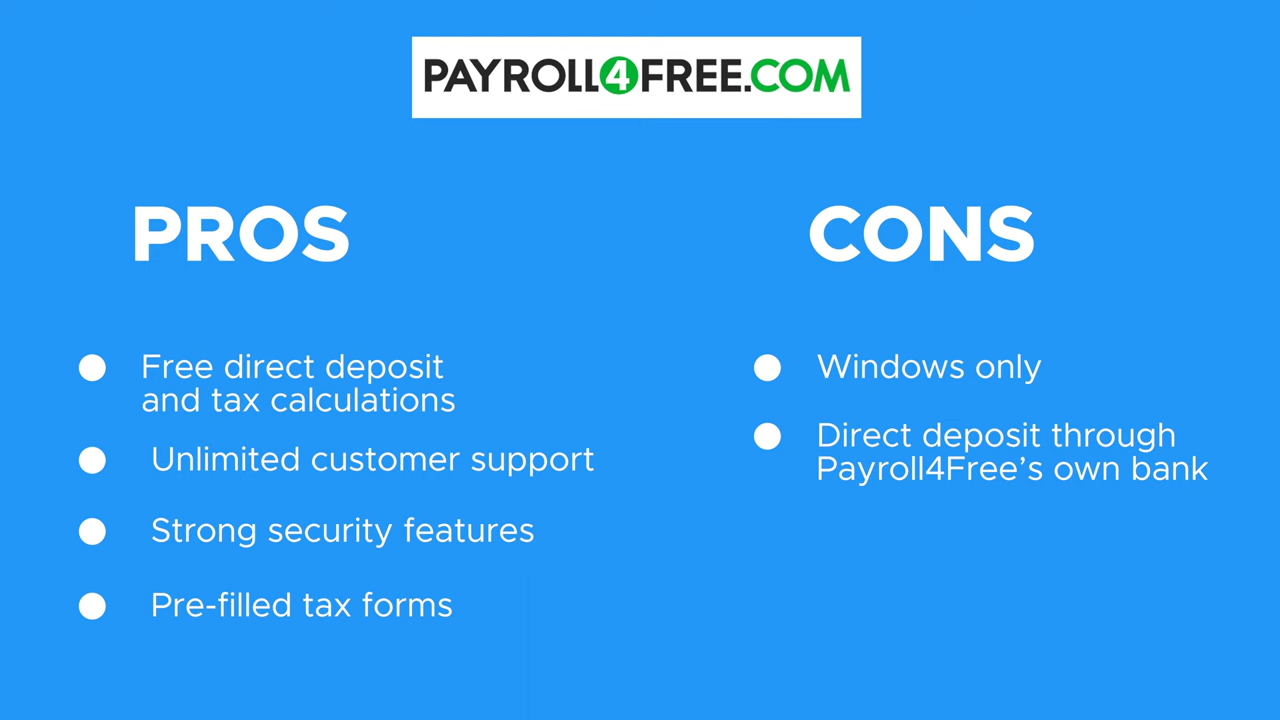 PAYROLL4FREE.COM
PROS
Free direct deposit
and tax calculations
Unlimited customer support
Strong security features
Pre-filled tax forms
CONS
Windows only
Direct deposit through
Payroll4Free’s own bank